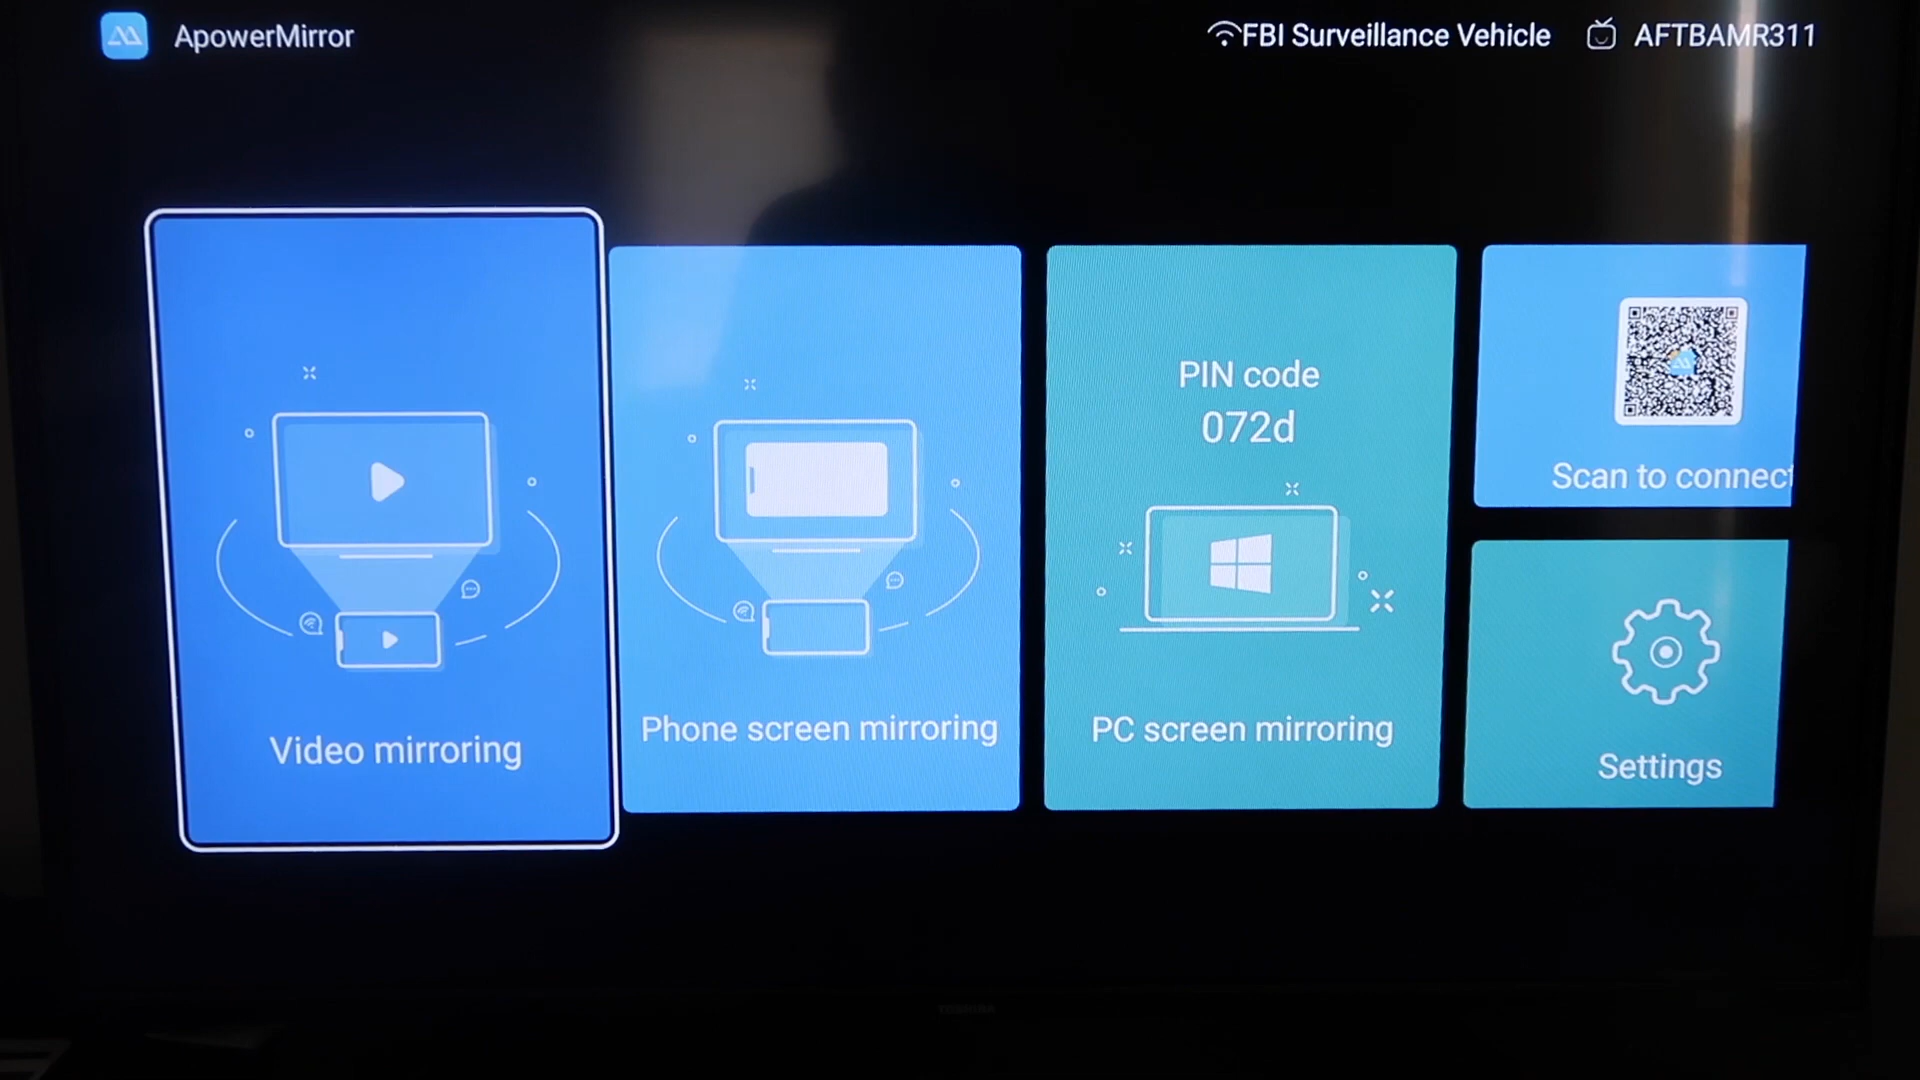 ApowerMirror
FBI Surveillance Vehicle
AFTBAMR311
Video mirroring
Phone screen mirroring
PIN code
072d
PC screen mirroring
Scan to connect
Settings
TOSHIBA